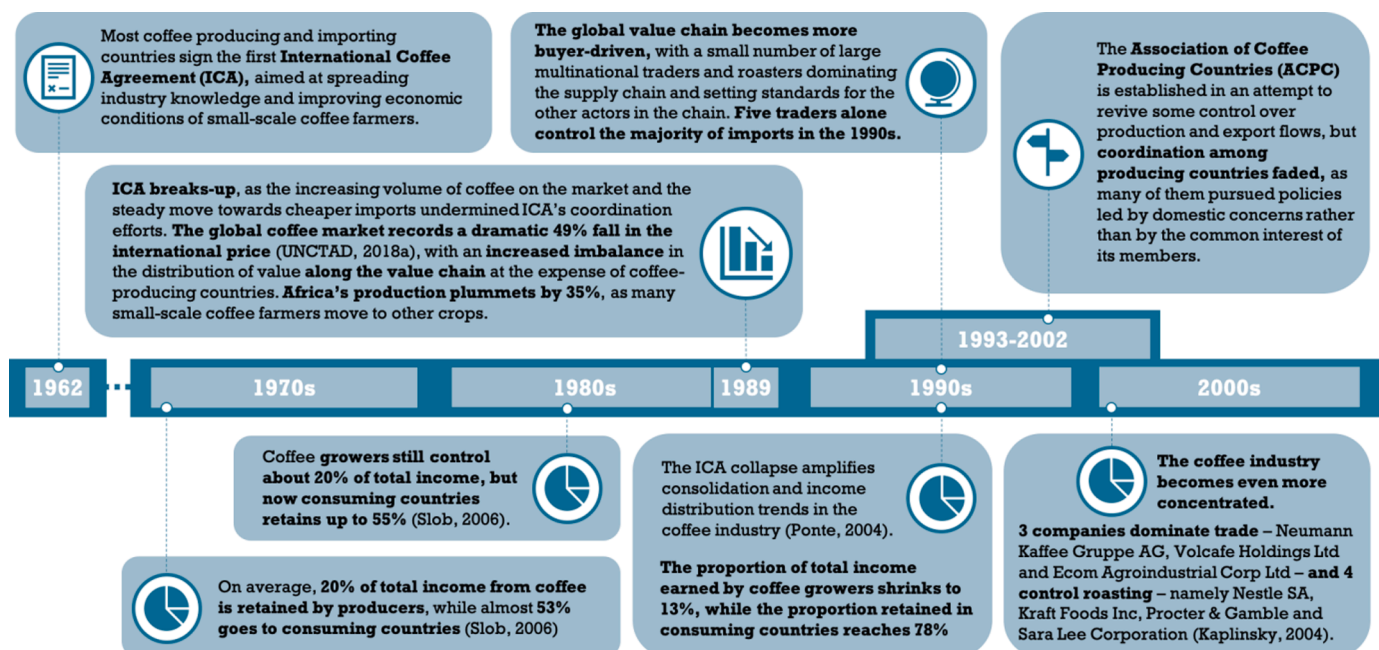 Most coffee producing and importing
countries sign the first International Coffee
Agreement (ICA), aimed at spreading
industry knowledge and improving economic
conditions of small-scale coffee farmers.
The global value chain becomes more
buyer-driven, with a small number of large
multinational traders and roasters dominating
the supply chain and setting standards for the
other actors in the chain. Five traders alone
control the majority of imports in the 1990s.
The Association of Coffee
Producing Countries (ACPC)
is established in an attempt to
revive some control over
production and export flows, but
coordination among
producing countries faded, as
many of them pursued policies
led by domestic concerns rather
than by the common interest of
its members.
ICA breaks-up, as the increasing volume of coffee on the market and the
steady move towards cheaper imports undermined ICA's coordination
efforts. The global coffee market records a dramatic 49% fall in the
international price (UNCTAD, 2018a), with an increased imbalance in
the distribution of value along the value chain at the expense of coffee-
producing countries. Africa's production plummets by 35%, as many
small-scale coffee farmers move to other crops.
1993-2002
1962
1970s
1980s
1989
1990s
2000s
Coffee growers still control
about 20% of total income, but
now consuming countries
retains up to 55% (Slob, 2006).
On average, 20% of total income from coffee
is retained by producers, while almost 53%
goes to consuming countries (Slob, 2006)
The ICA collapse amplifies
consolidation and income
distribution trends in the
coffee industry (Ponte, 2004).
The proportion of total income
earned by coffee growers shrinks to
13%, while the proportion retained in
consuming countries reaches 78%
The coffee industry
becomes even more
concentrated.
3 companies dominate trade – Neumann
Kaffee Gruppe AG, Volcafe Holdings Ltd
and Ecom Agroindustrial Corp Ltd – and 4
control roasting – namely Nestle SA,
Kraft Foods Inc, Procter & Gamble and
Sara Lee Corporation (Kaplinsky, 2004).